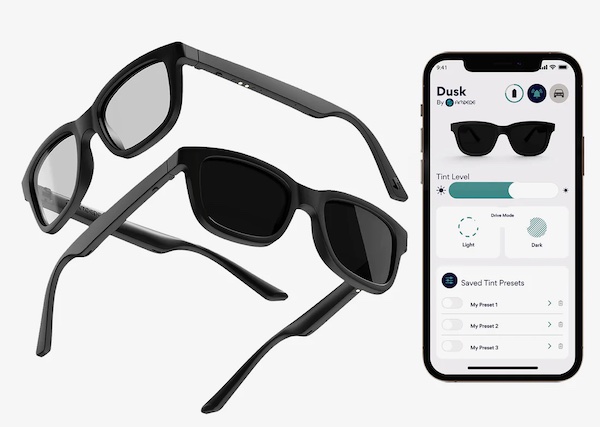 9:41
Dusk
By AMPERE
Tint Level
Drive Mode
Light
Dark
Saved Tint Presets
My Preset 1
My Preset 2
My Preset 3